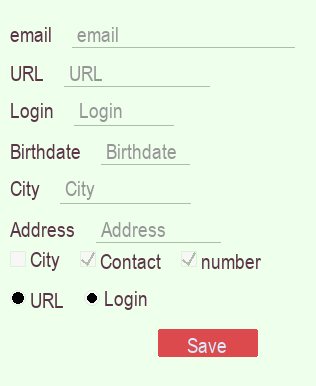 email email
URL URL
Login Login
Birthdate Birthdate
City City
Address Address
City Contact number
URL Login
Save